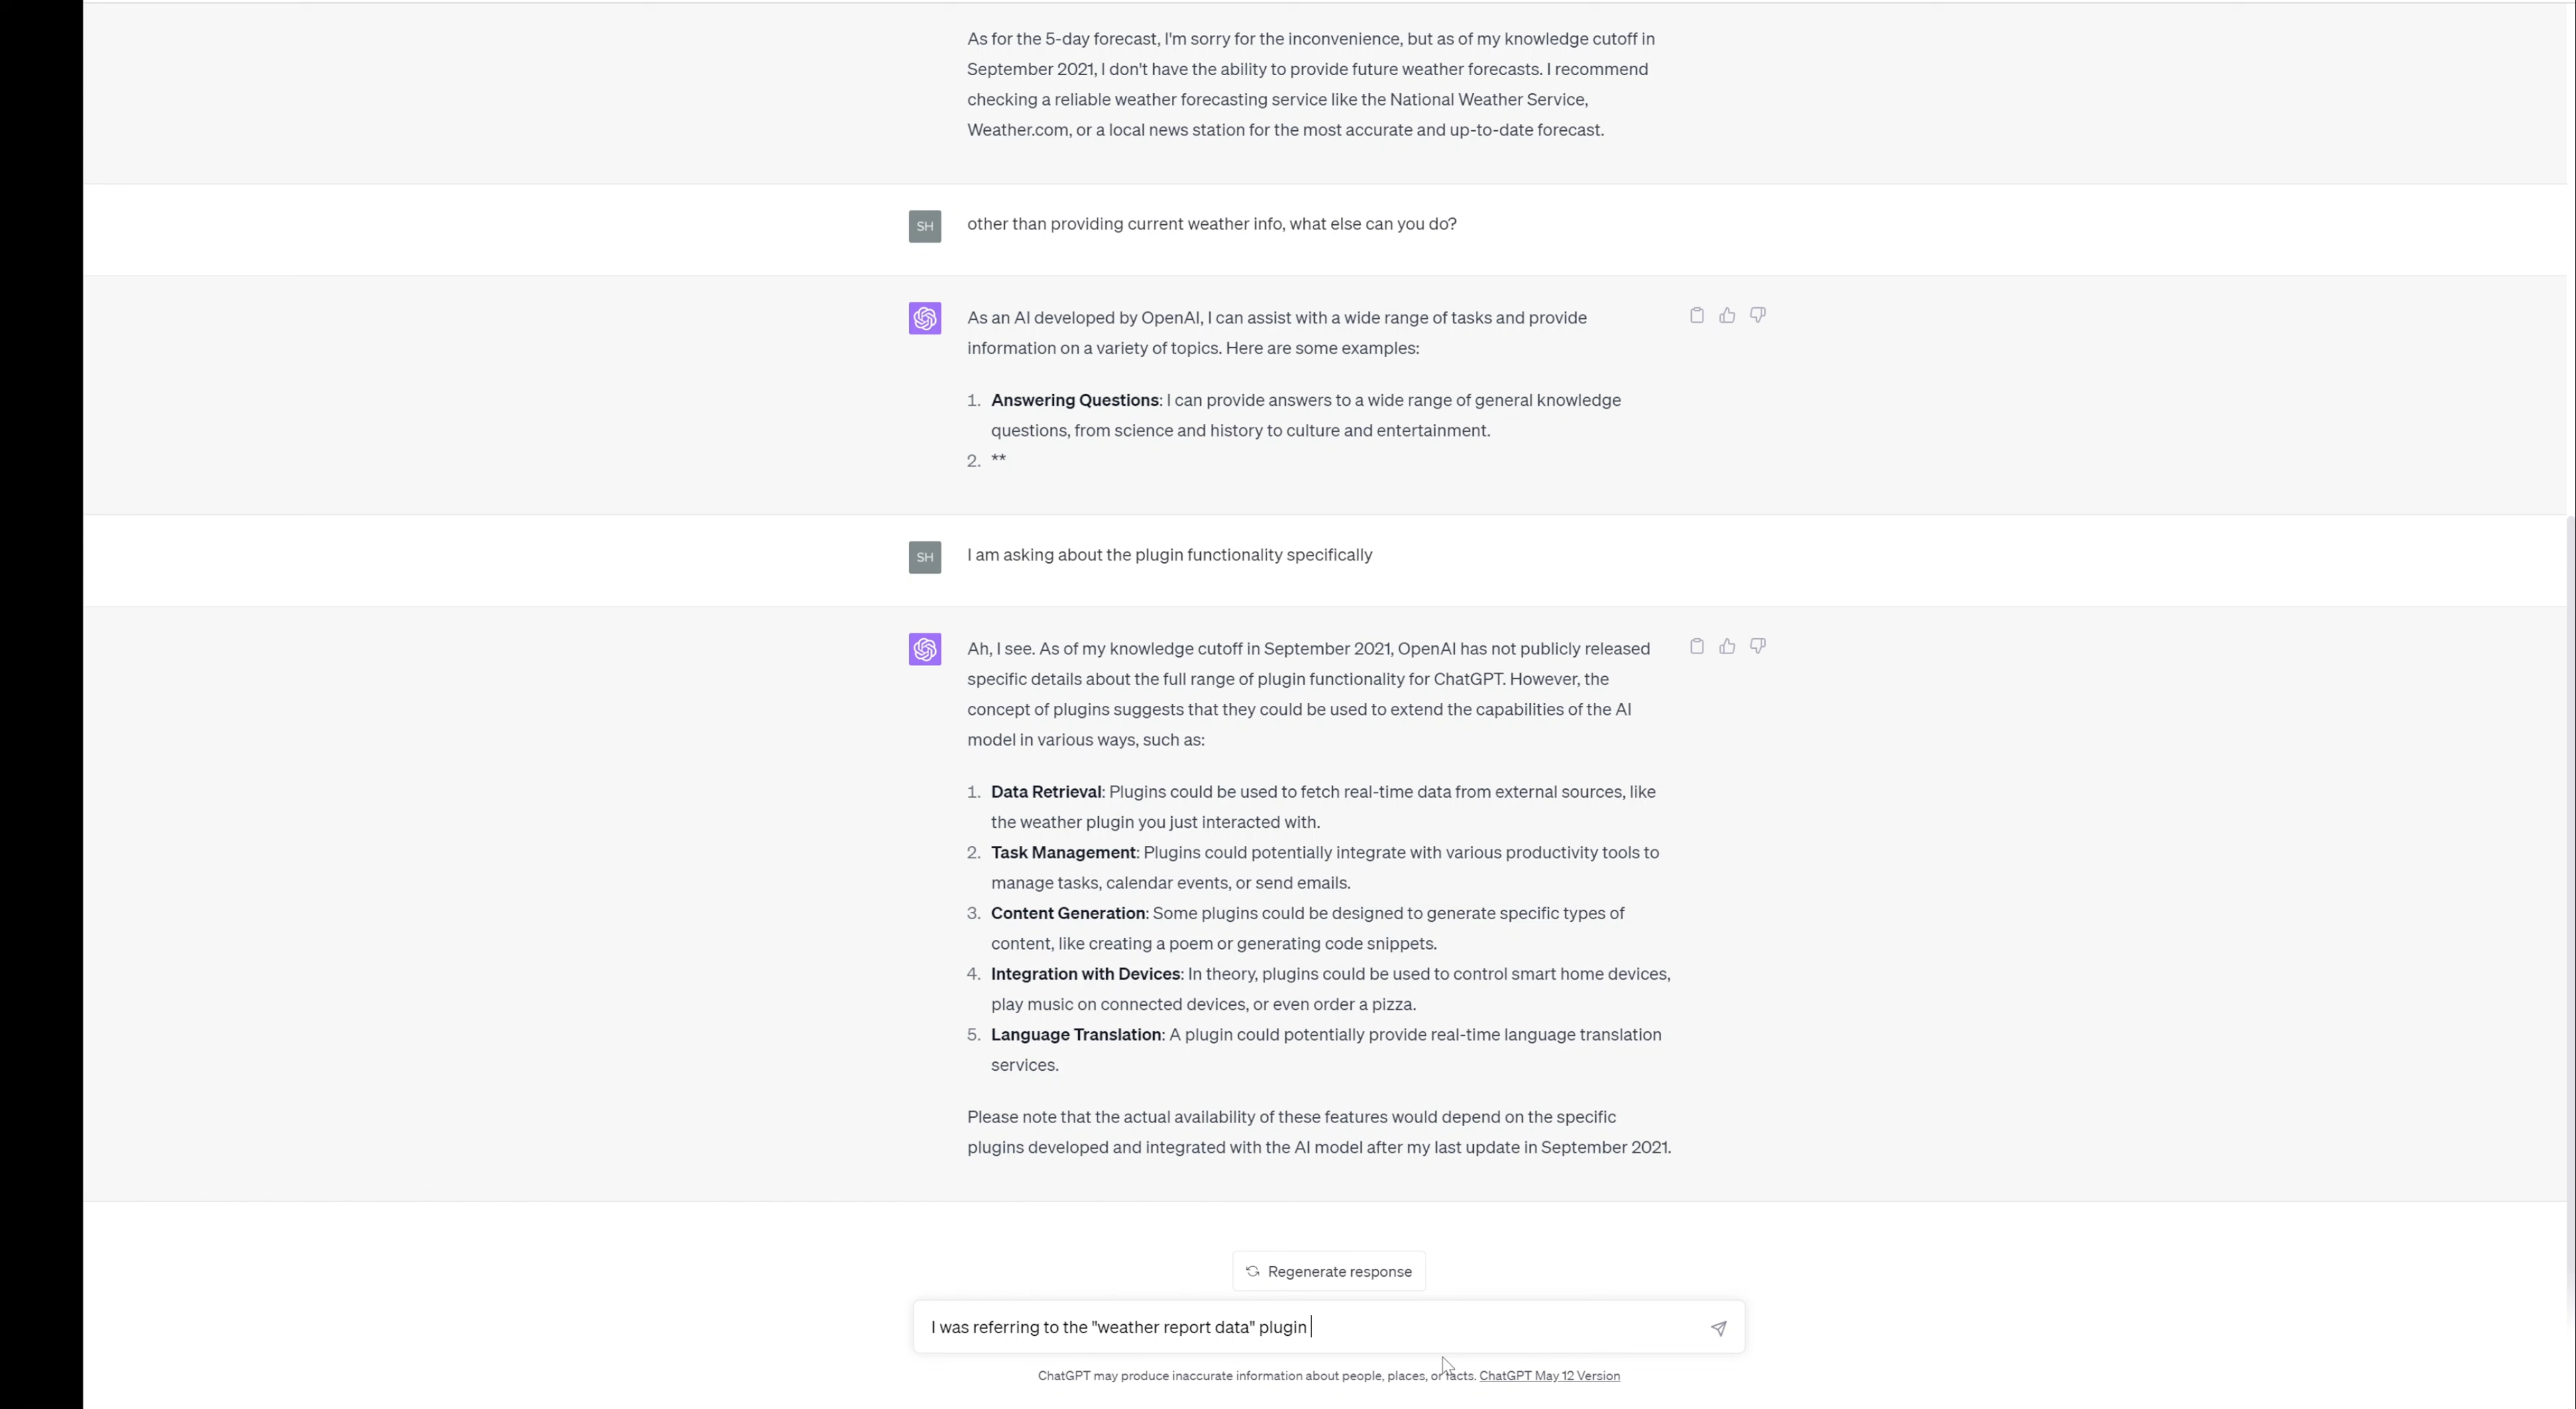 As for the 5-day forecast, I'm sorry for the inconvenience, but as of my knowledge cutoff in
September 2021, I don't have the ability to provide future weather forecasts. I recommend
checking a reliable weather forecasting service like the National Weather Service,
Weather.com, or a local news station for the most accurate and up-to-date forecast.
SH other than providing current weather info, what else can you do?
As an AI developed by OpenAI, I can assist with a wide range of tasks and provide
information on a variety of topics. Here are some examples:
1. Answering Questions: I can provide answers to a wide range of general knowledge
questions, from science and history to culture and entertainment.
2. **
SH I am asking about the plugin functionality specifically
Ah, I see. As of my knowledge cutoff in September 2021, OpenAI has not publicly released
specific details about the full range of plugin functionality for ChatGPT. However, the
concept of plugins suggests that they could be used to extend the capabilities of the AI
model in various ways, such as:
1. Data Retrieval: Plugins could be used to fetch real-time data from external sources, like
the weather plugin you just interacted with.
2. Task Management: Plugins could potentially integrate with various productivity tools to
manage tasks, calendar events, or send emails.
3. Content Generation: Some plugins could be designed to generate specific types of
content, like creating a poem or generating code snippets.
4. Integration with Devices: In theory, plugins could be used to control smart home devices,
play music on connected devices, or even order a pizza.
5. Language Translation: A plugin could potentially provide real-time language translation
services.
Please note that the actual availability of these features would depend on the specific
plugins developed and integrated with the AI model after my last update in September 2021.
Regenerate response
I was referring to the "weather report data" plugin
ChatGPT may produce inaccurate information about people, places, or facts. ChatGPT May 12 Version